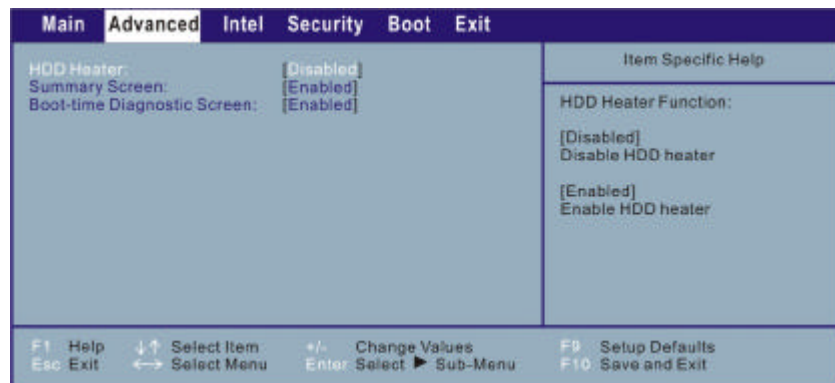 Main Advanced Intel Security Boot Exit
HDD Heater: [Disabled]
Summary Screen: [Enabled]
Boot-time Diagnostic Screen: [Enabled]
Item Specific Help
HDD Heater Function:
[Disabled]
Disable HDD heater
[Enabled]
Enable HDD heater
F1 Help ↓↑ Select Item +/- Change Values F9 Setup Defaults
Esc Exit ←→ Select Menu Enter Select ▶ Sub-Menu F10 Save and Exit